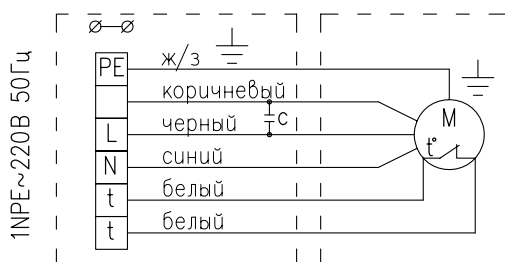 1NPE~220В 50Гц
PE ж/з
коричневый
L черный c
N синий
t белый
t белый
M
t°